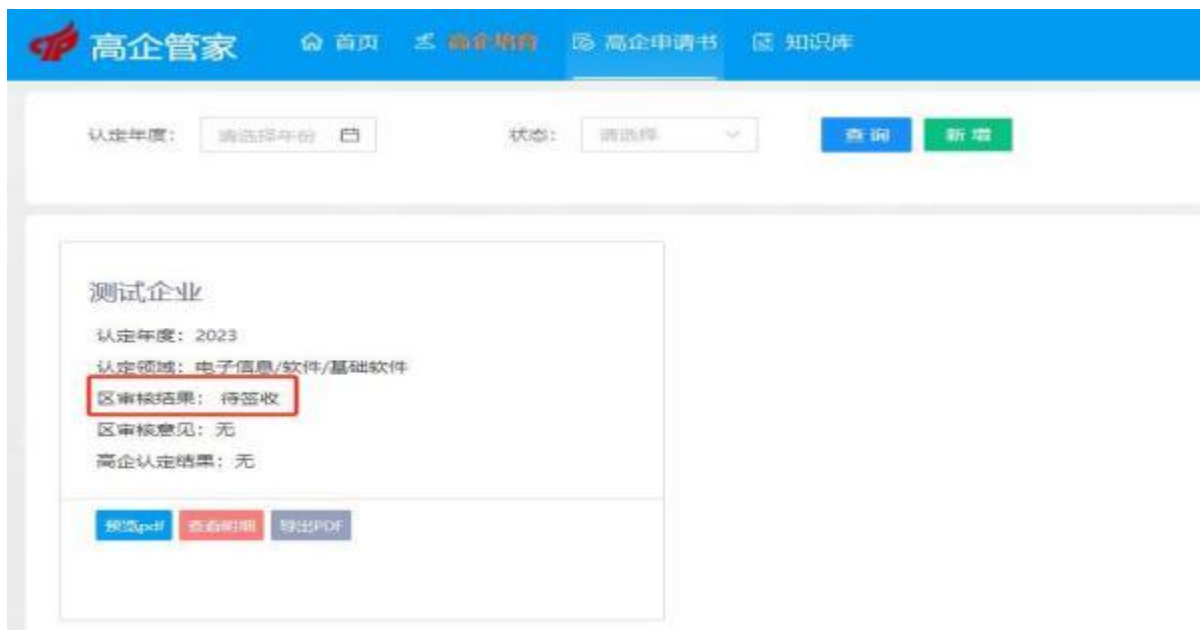 高企管家 首页 高企培育 高企申请书 知识库
认定年度： 请选择年份 状态： 请选择 查询 新增
测试企业
认定年度：2023
认定领域：电子信息/软件/基础软件
区审核结果： 待签收
区审核意见：无
高企认定结果：无
预览pdf 查看明细 导出PDF